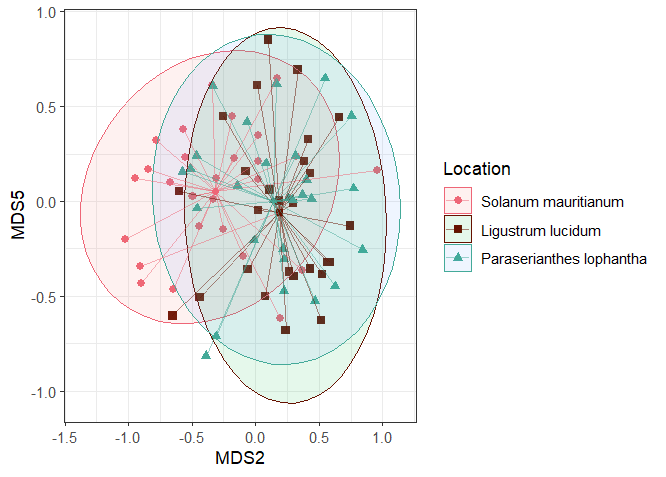 1.0
0.5
0.0
-0.5
-1.0
MDS5
-1.5 -1.0 -0.5 0.0 0.5 1.0
MDS2
Location
Solanum mauritianum
Ligustrum lucidum
Paraserianthes lophantha